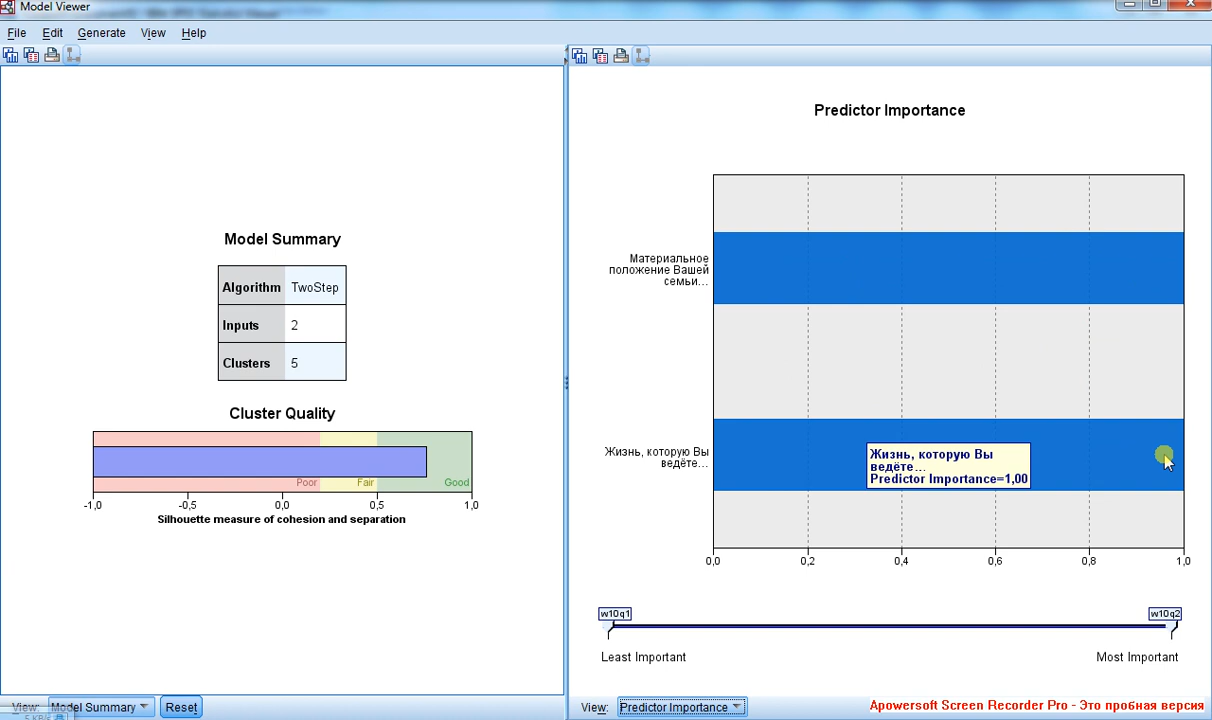 Model Viewer
File Edit Generate View Help
Model Summary
Algorithm TwoStep
Inputs 2
Clusters 5
Cluster Quality
Poor Fair Good
-1,0 -0,5 0,0 0,5 1,0
Silhouette measure of cohesion and separation
View: Model Summary Reset
5 KB/s
Predictor Importance
Материальное
положение Вашей
семьи...
Жизнь, которую Вы
ведёте...
Жизнь, которую Вы
ведёте...
Predictor Importance=1,00
0,0 0,2 0,4 0,6 0,8 1,0
w10q1 w10q2
Least Important Most Important
View: Predictor Importance
Apowersoft Screen Recorder Pro - Это пробная версия